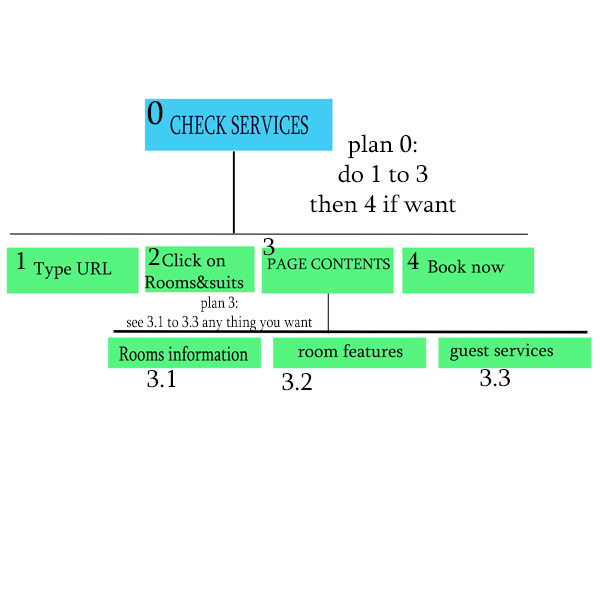 0 CHECK SERVICES
plan 0:
do 1 to 3
then 4 if want
1 Type URL
2 Click on
Rooms&suits
3
PAGE CONTENTS
4 Book now
plan 3:
see 3.1 to 3.3 any thing you want
Rooms information
3.1
room features
3.2
guest services
3.3